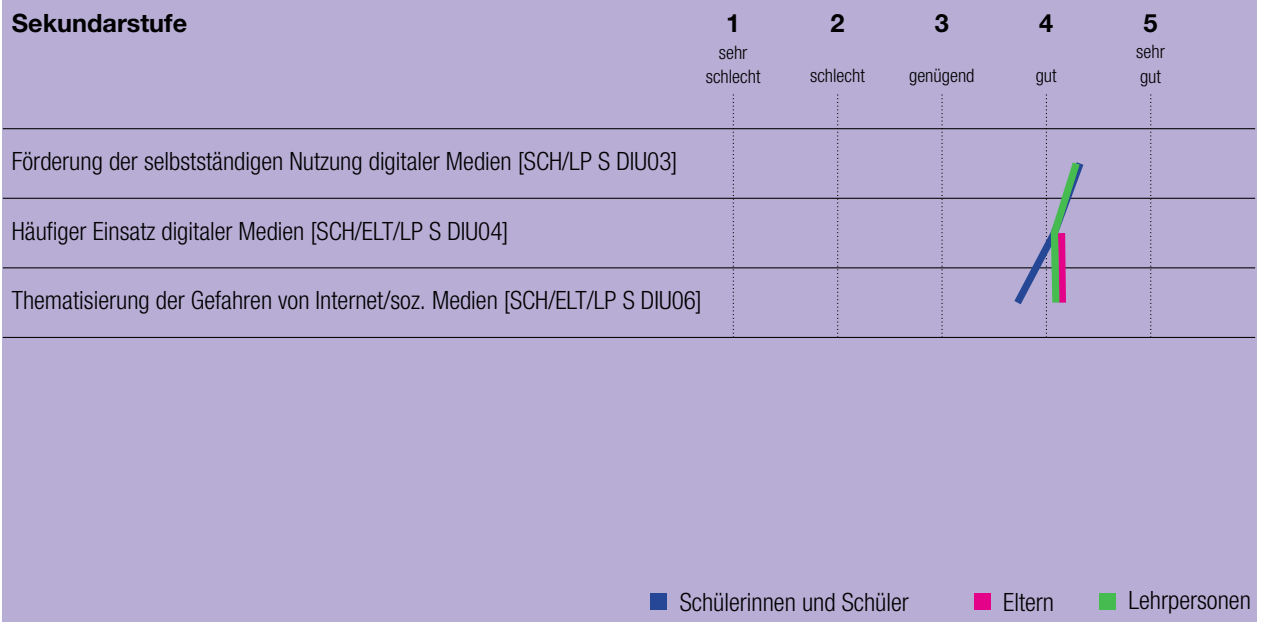 Sekundarstufe 1 2 3 4 5
sehr sehr
schlecht schlecht genügend gut gut
Förderung der selbstständigen Nutzung digitaler Medien [SCH/LP S DIU03]
Häufiger Einsatz digitaler Medien [SCH/ELT/LP S DIU04]
Thematisierung der Gefahren von Internet/soz. Medien [SCH/ELT/LP S DIU06]
Schülerinnen und Schüler Eltern Lehrpersonen